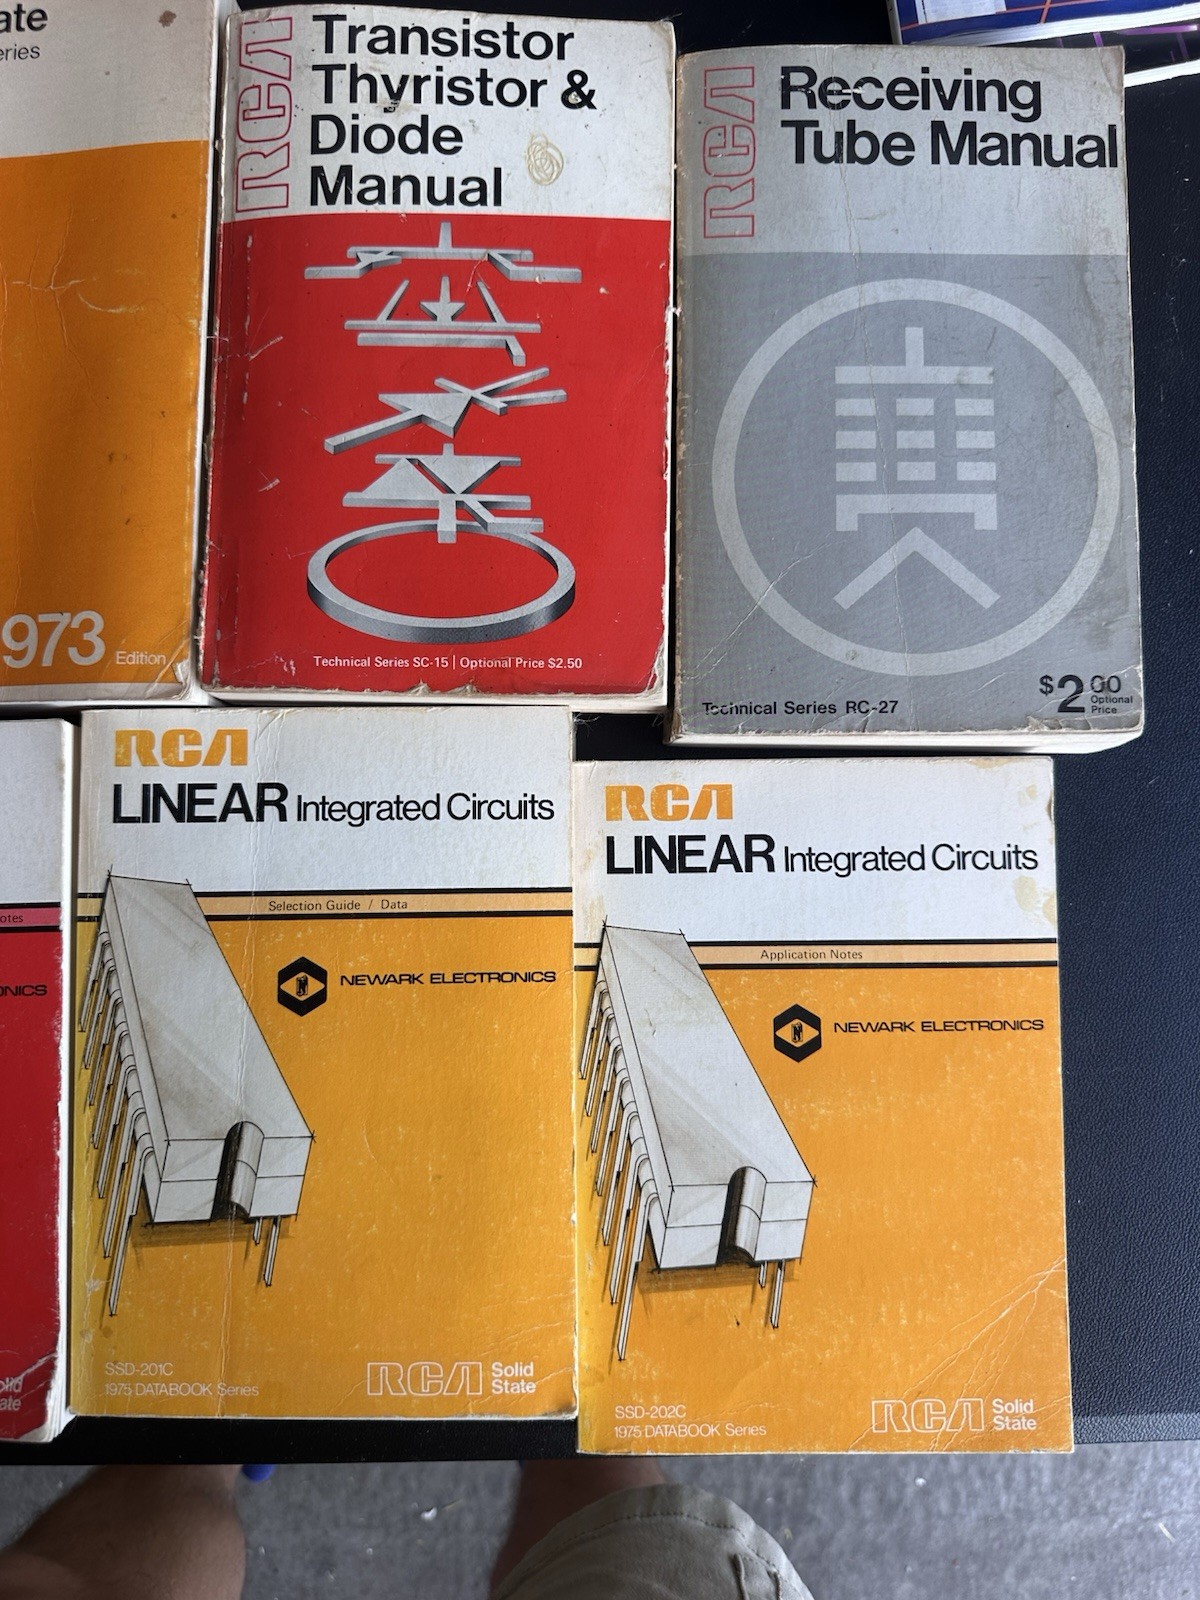 ate
eries
973 Edition
RCA
Transistor
Thyristor &
Diode
Manual
Technical Series SC-15 | Optional Price $2.50
RCA
Receiving
Tube Manual
Technical Series RC-27
$2.00 Optional
Price
otes
ONICS
olid
ate
RCA
LINEAR Integrated Circuits
Selection Guide / Data
N NEWARK ELECTRONICS
SSD-201C
1975 DATABOOK Series
RCA Solid
State
RCA
LINEAR Integrated Circuits
Application Notes
N NEWARK ELECTRONICS
SSD-202C
1975 DATABOOK Series
RCA Solid
State